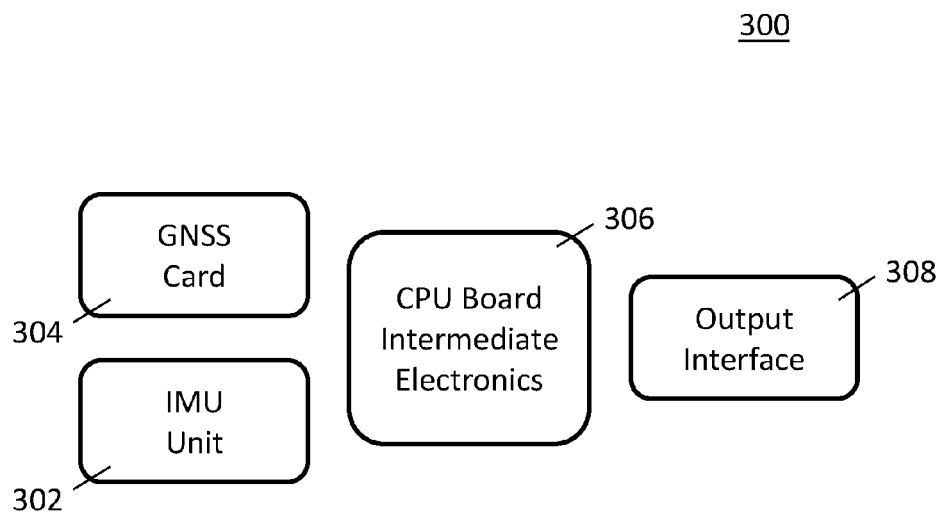 300
GNSS
Card
304
IMU
Unit
302
306
CPU Board
Intermediate
Electronics
308
Output
Interface